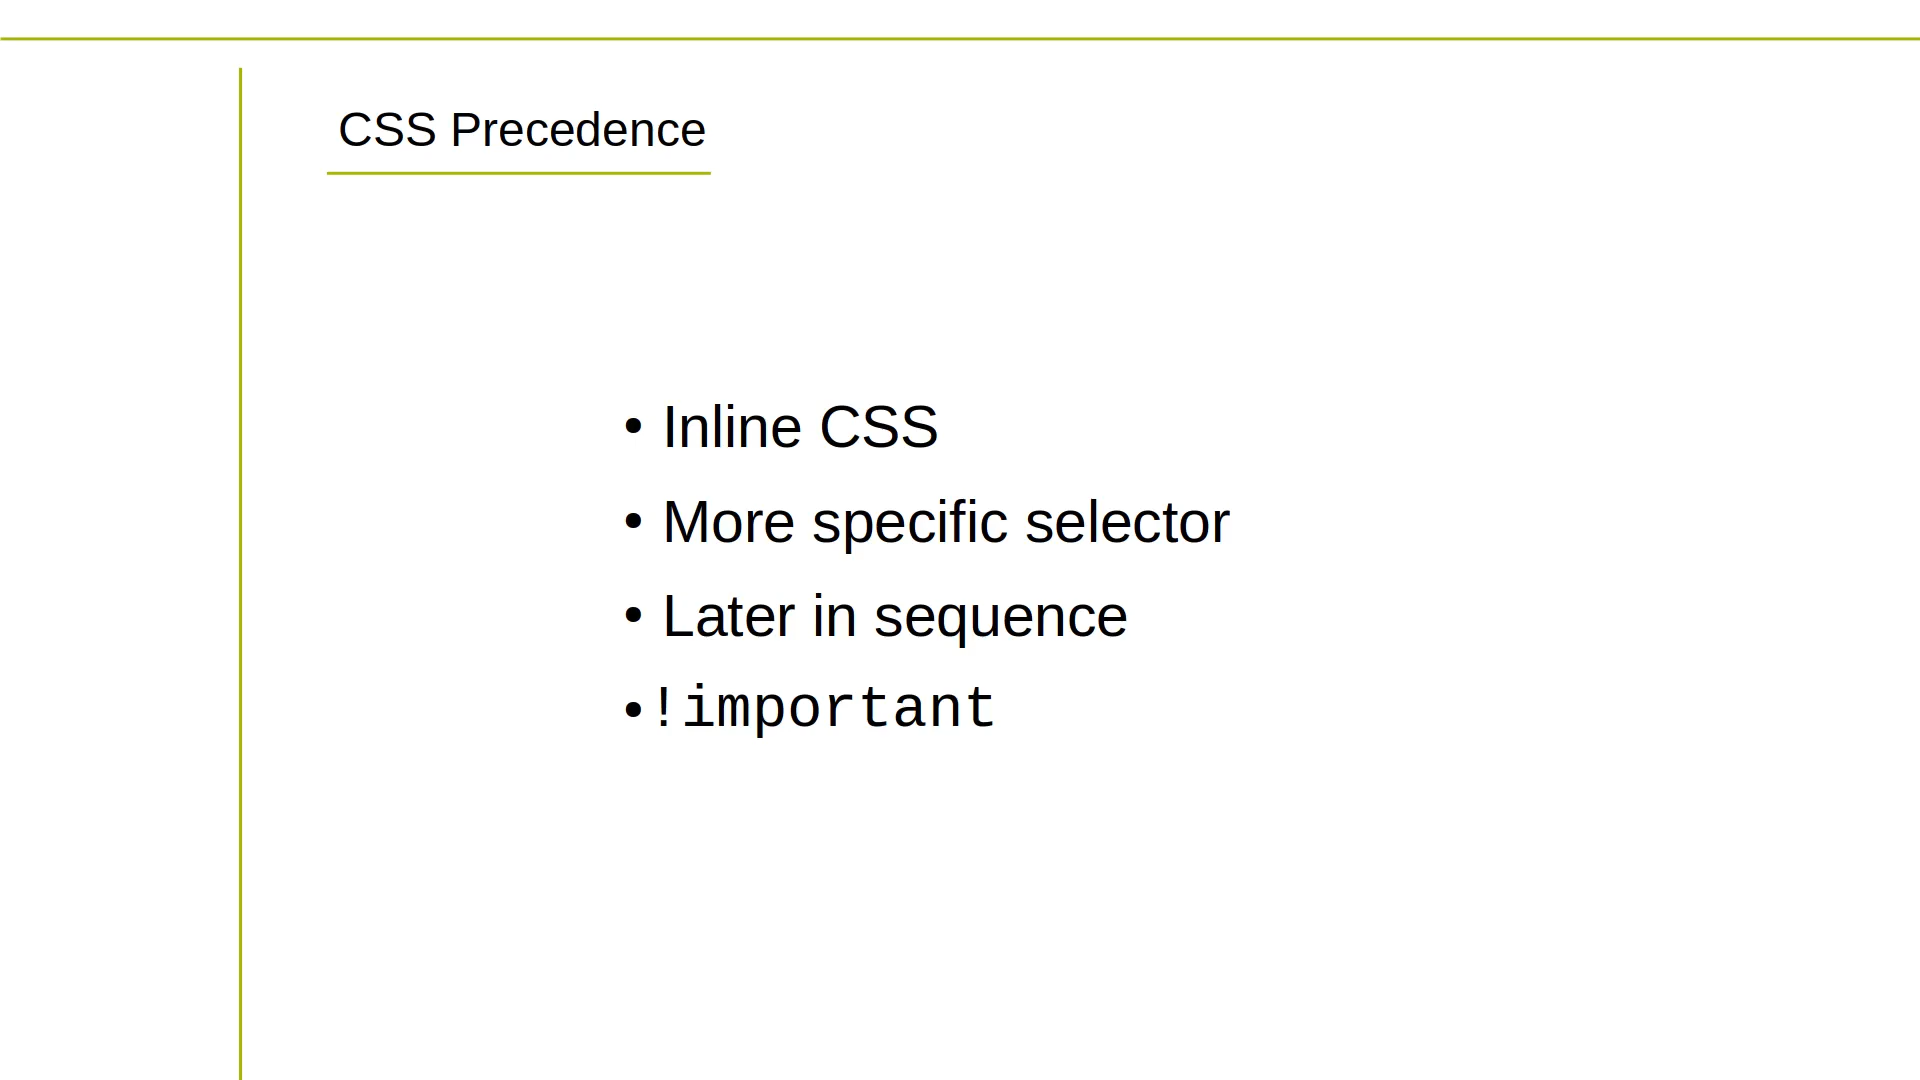 CSS Precedence
• Inline CSS
• More specific selector
• Later in sequence
• !important